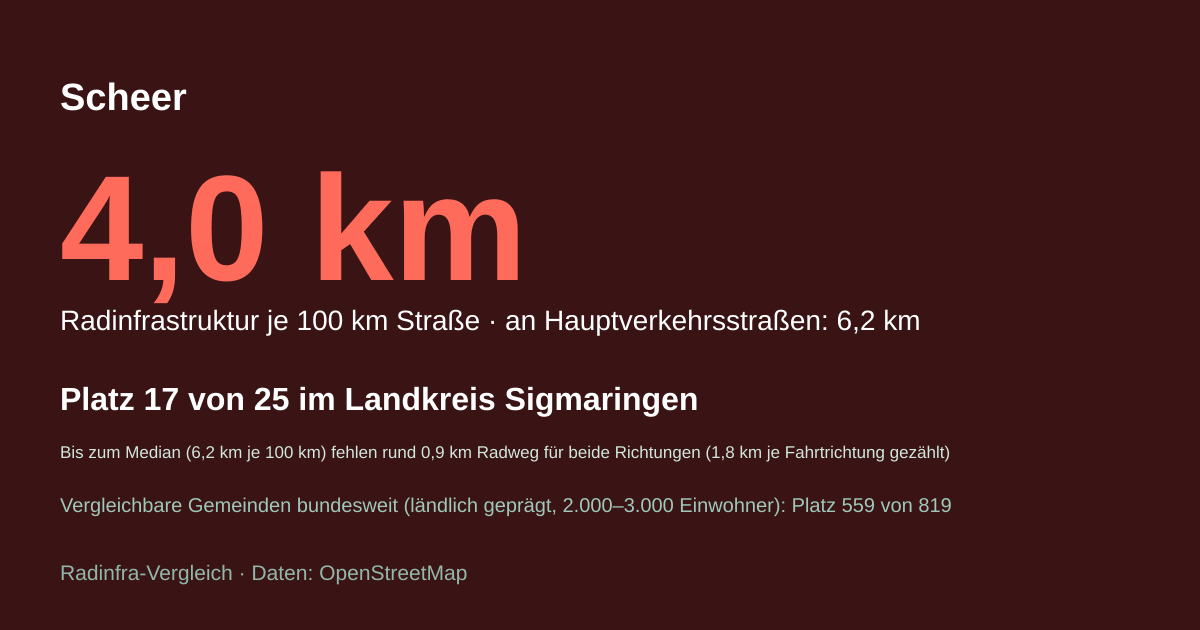 Scheer
4,0 km
Radinfrastruktur je 100 km Straße · an Hauptverkehrsstraßen: 6,2 km
Platz 17 von 25 im Landkreis Sigmaringen
Bis zum Median (6,2 km je 100 km) fehlen rund 0,9 km Radweg für beide Richtungen (1,8 km je Fahrtrichtung gezählt)
Vergleichbare Gemeinden bundesweit (ländlich geprägt, 2.000–3.000 Einwohner): Platz 559 von 819
Radinfra-Vergleich · Daten: OpenStreetMap